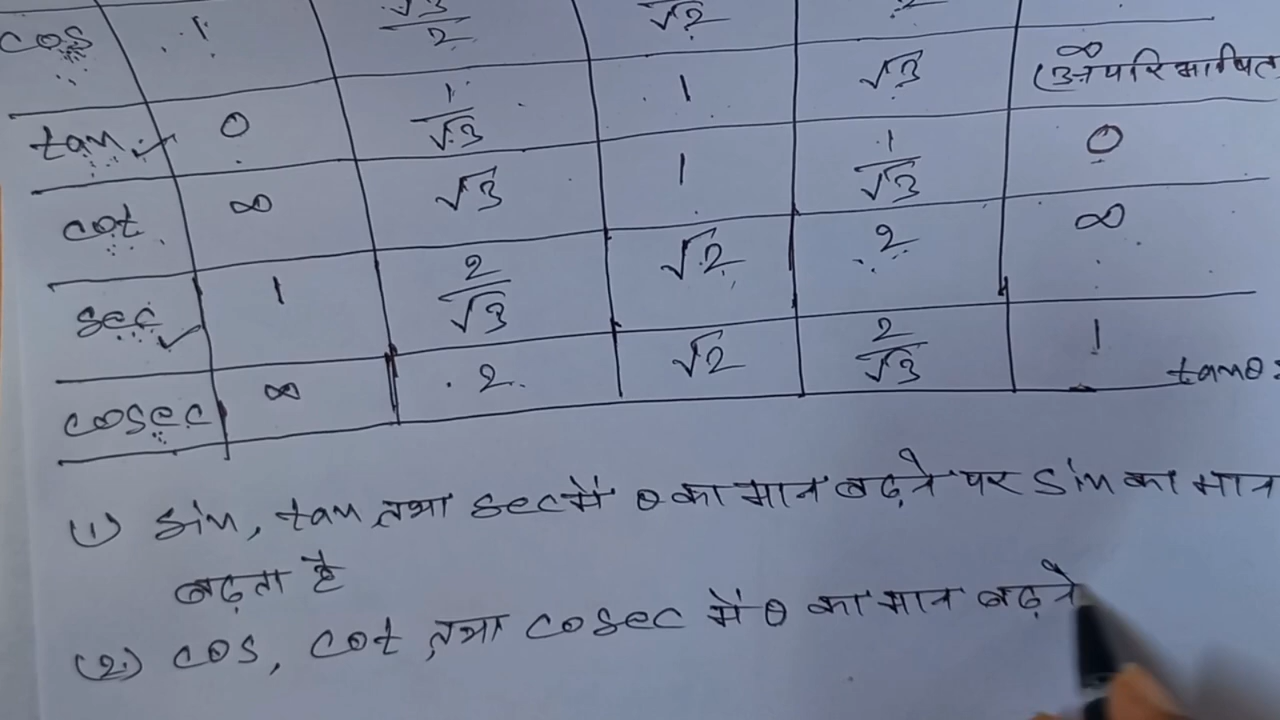 cos 1 √3/2 1/√2
tan 0 1/√3 1 √3 ∞ (अपरिभाषित
cot ∞ √3 1 1/√3 0
sec 1 2/√3 √2 2 ∞
cosec ∞ 2 √2 2/√3 1
tanθ =
(1) sin, tan तथा sec में θ का मान बढ़ने पर sin का मान
बढ़ता है
(2) cos, cot तथा cosec में θ का मान बढ़ने